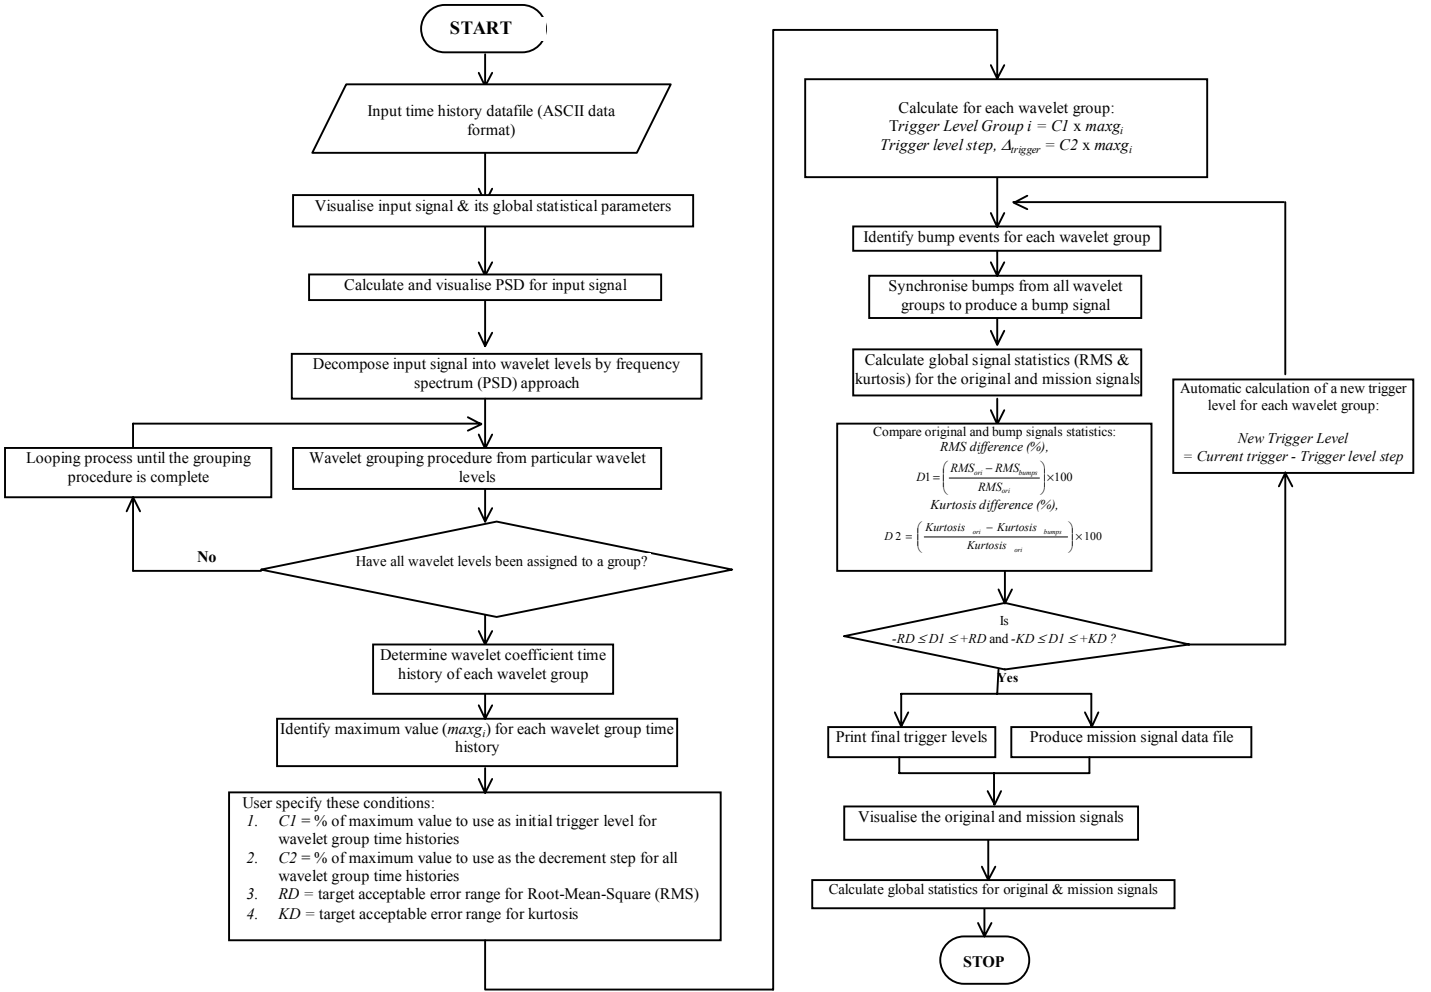 START
Input time history datafile (ASCII data
format)
Visualise input signal & its global statistical parameters
Calculate and visualise PSD for input signal
Decompose input signal into wavelet levels by frequency
spectrum (PSD) approach
Looping process until the grouping
procedure is complete
Wavelet grouping procedure from particular wavelet
levels
No
Have all wavelet levels been assigned to a group?
Determine wavelet coefficient time
history of each wavelet group
Identify maximum value (maxg_i) for each wavelet group time
history
User specify these conditions:
1. C1 = % of maximum value to use as initial trigger level for
wavelet group time histories
2. C2 = % of maximum value to use as the decrement step for all
wavelet group time histories
3. RD = target acceptable error range for Root-Mean-Square (RMS)
4. KD = target acceptable error range for kurtosis
Calculate for each wavelet group:
Trigger Level Group i = C1 x maxg_i
Trigger level step, Δ_trigger = C2 x maxg_i
Identify bump events for each wavelet group
Synchronise bumps from all wavelet
groups to produce a bump signal
Calculate global signal statistics (RMS &
kurtosis) for the original and mission signals
Compare original and bump signals statistics:
RMS difference (%),
D1 = ((RMS_ori − RMS_bumps) / RMS_ori) × 100
Kurtosis difference (%),
D 2 = ((Kurtosis_ori − Kurtosis_bumps) / Kurtosis_ori) × 100
Automatic calculation of a new trigger
level for each wavelet group:
New Trigger Level
= Current trigger - Trigger level step
Is
-RD ≤ D1 ≤ +RD and -KD ≤ D1 ≤ +KD ?
Yes
Print final trigger levels
Produce mission signal data file
Visualise the original and mission signals
Calculate global statistics for original & mission signals
STOP